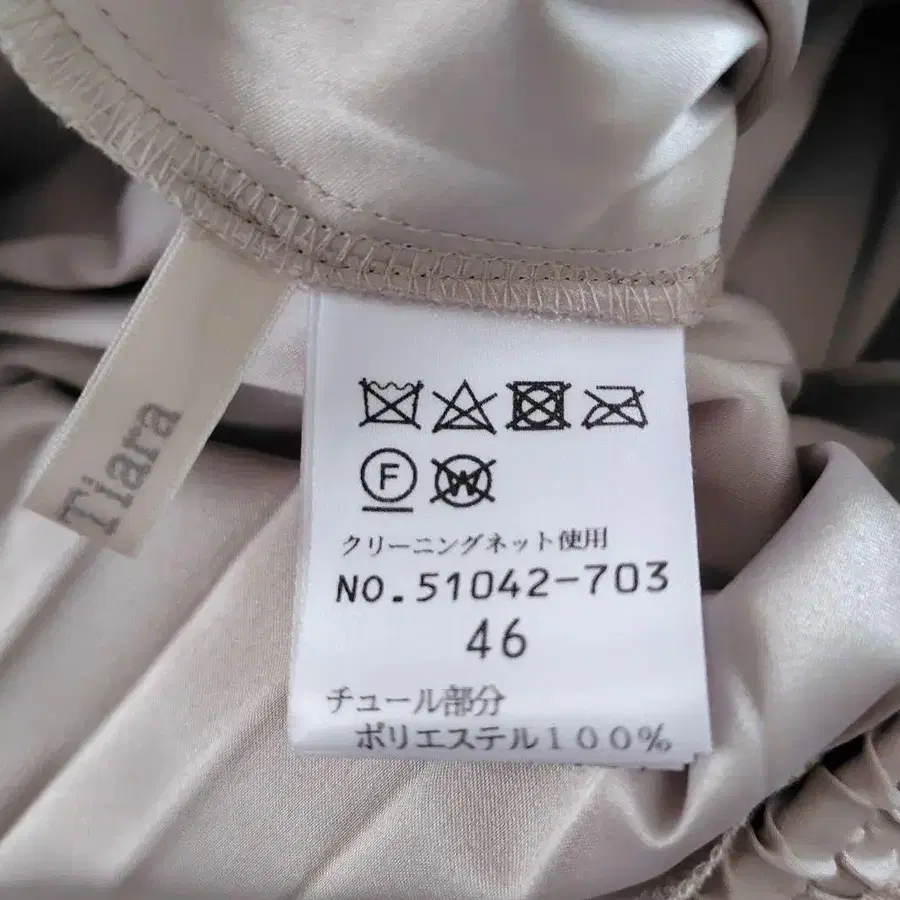 Tiara
F
W
クリーニングネット使用
NO.51042-703
46
チュール部分
ポリエステル100%